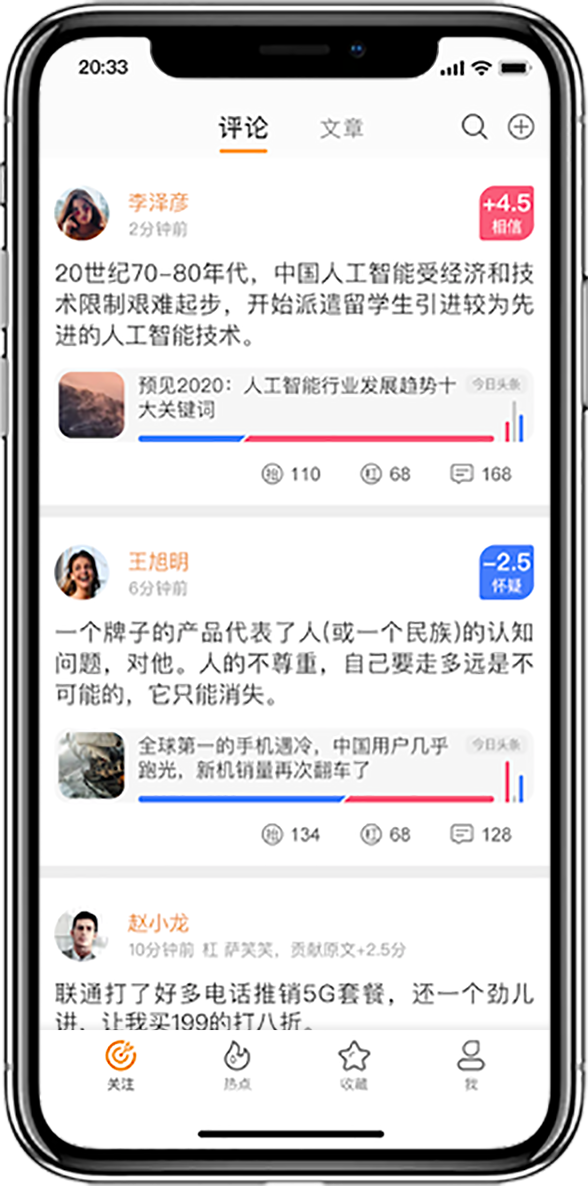 20:33
评论 文章
李泽彦
2分钟前
+4.5
相信
20世纪70-80年代，中国人工智能受经济和技
术限制艰难起步，开始派遣留学生引进较为先
进的人工智能技术。
预见2020：人工智能行业发展趋势十
大关键词
今日头条
抬 110 杠 68 168
王旭明
6分钟前
-2.5
怀疑
一个牌子的产品代表了人(或一个民族)的认知
问题，对他。人的不尊重，自己要走多远是不
可能的，它只能消失。
全球第一的手机遇冷，中国用户几乎
跑光，新机销量再次翻车了
今日头条
抬 134 杠 68 128
赵小龙
10分钟前 杠 萨笑笑，贡献原文+2.5分
联通打了好多电话推销5G套餐，还一个劲儿
讲，让我买199的打八折。
关注 热点 收藏 我